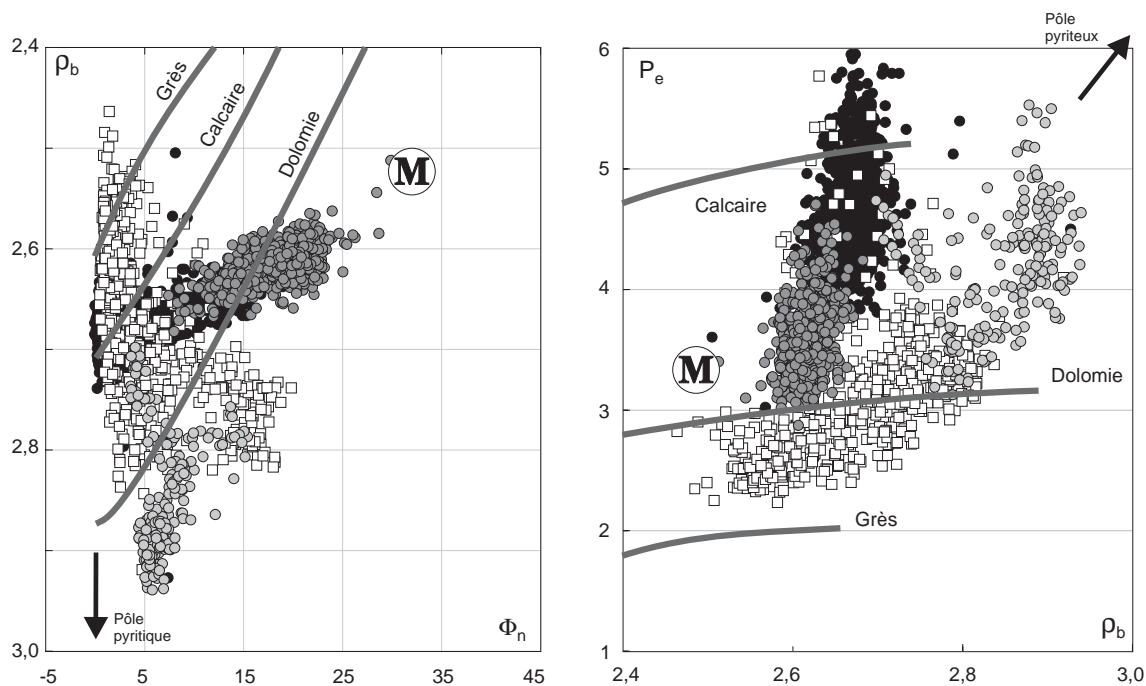 2,4
2,6
2,8
3,0
-5
5
15
25
35
45
ρb
Φn
Grès
Calcaire
Dolomie
M
Pôle
pyritique
6
5
4
3
2
1
2,4
2,6
2,8
3,0
Pe
ρb
Pôle
pyriteux
Calcaire
M
Dolomie
Grès